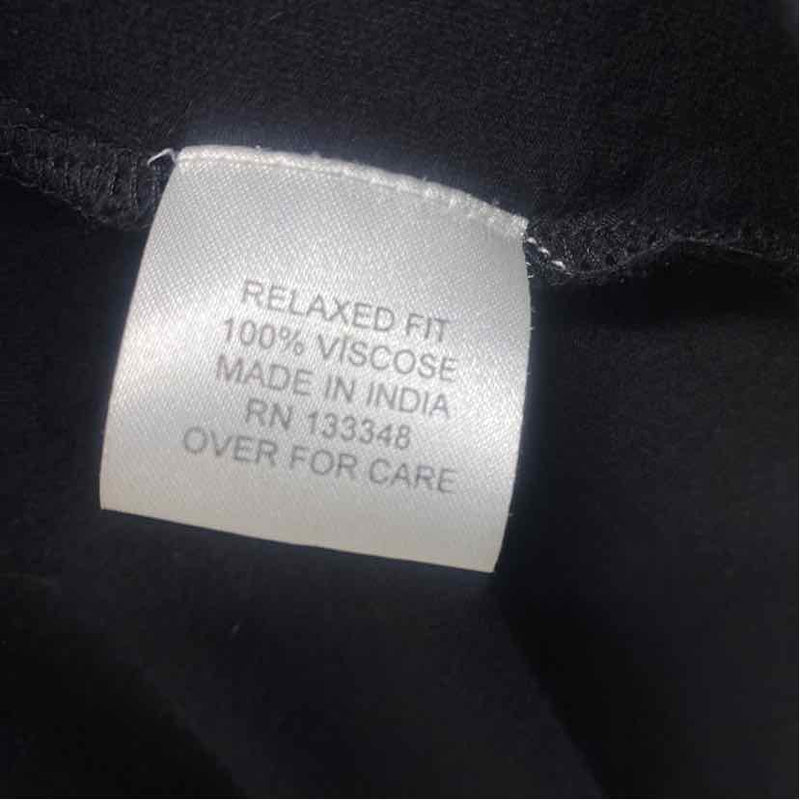 RELAXED FIT
100% VISCOSE
MADE IN INDIA
RN 133348
OVER FOR CARE